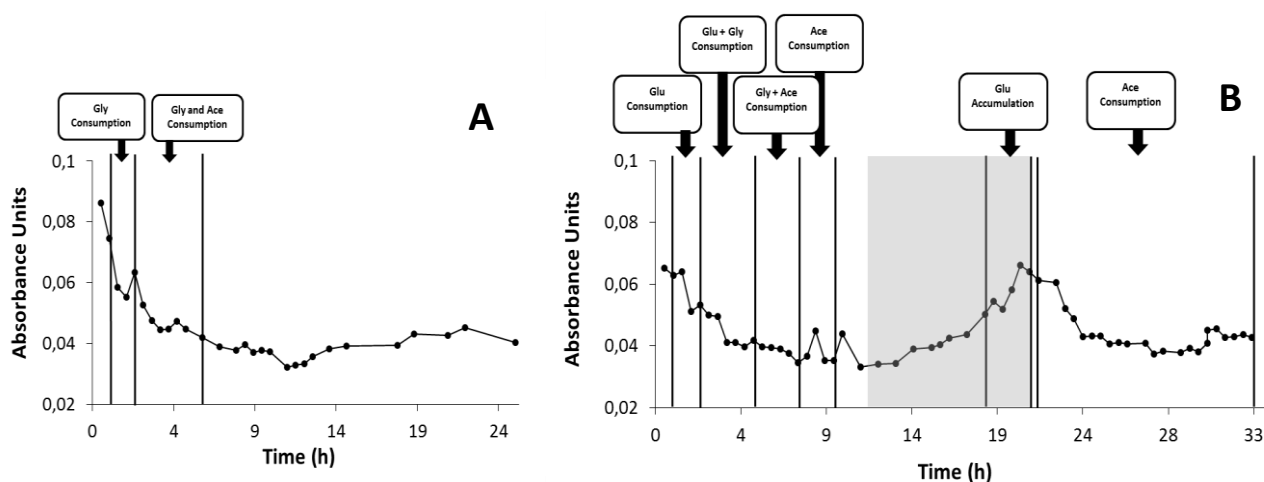 A
Gly
Consumption
Gly and Ace
Consumption
Absorbance Units
0,1
0,08
0,06
0,04
0,02
0 4 9 14 19 24
Time (h)
B
Glu + Gly
Consumption
Ace
Consumption
Glu
Consumption
Gly + Ace
Consumption
Glu
Accumulation
Ace
Consumption
Absorbance Units
0,1
0,08
0,06
0,04
0,02
0 4 9 14 19 24 28 33
Time (h)